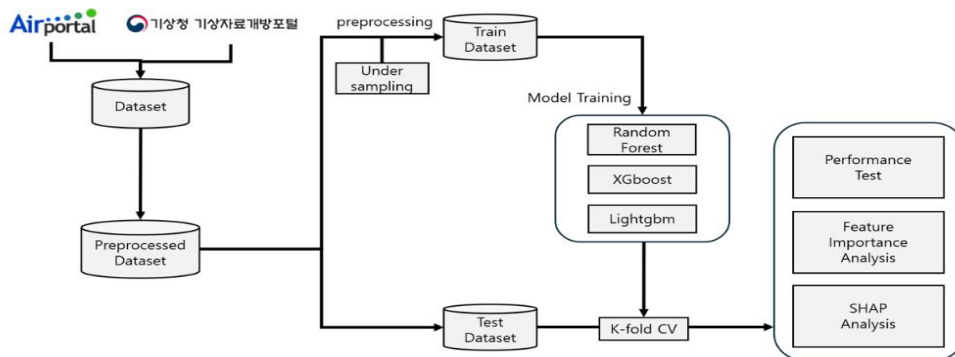 Airportal
기상청 기상자료개방포털
preprocessing
Train
Dataset
Under
sampling
Dataset
Model Training
Random
Forest
XGboost
Lightgbm
Performance
Test
Feature
Importance
Analysis
SHAP
Analysis
Preprocessed
Dataset
Test
Dataset
K-fold CV